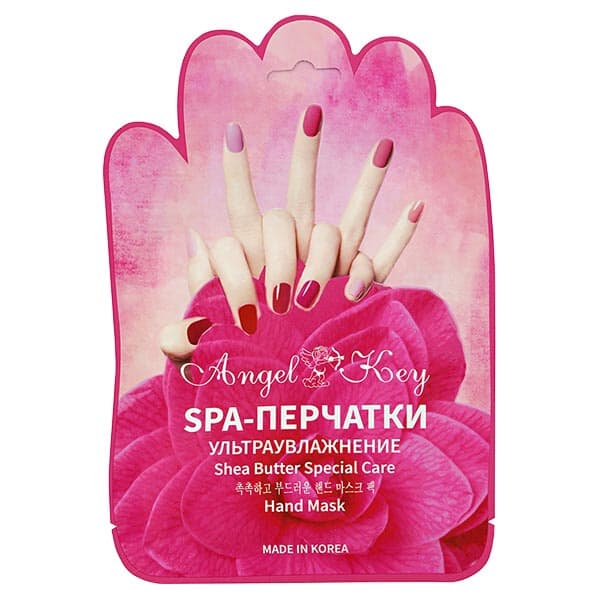 Angel Key
SPA-ПЕРЧАТКИ
УЛЬТРАУВЛАЖНЕНИЕ
Shea Butter Special Care
촉촉하고 부드러운 핸드 마스크 팩
Hand Mask
MADE IN KOREA